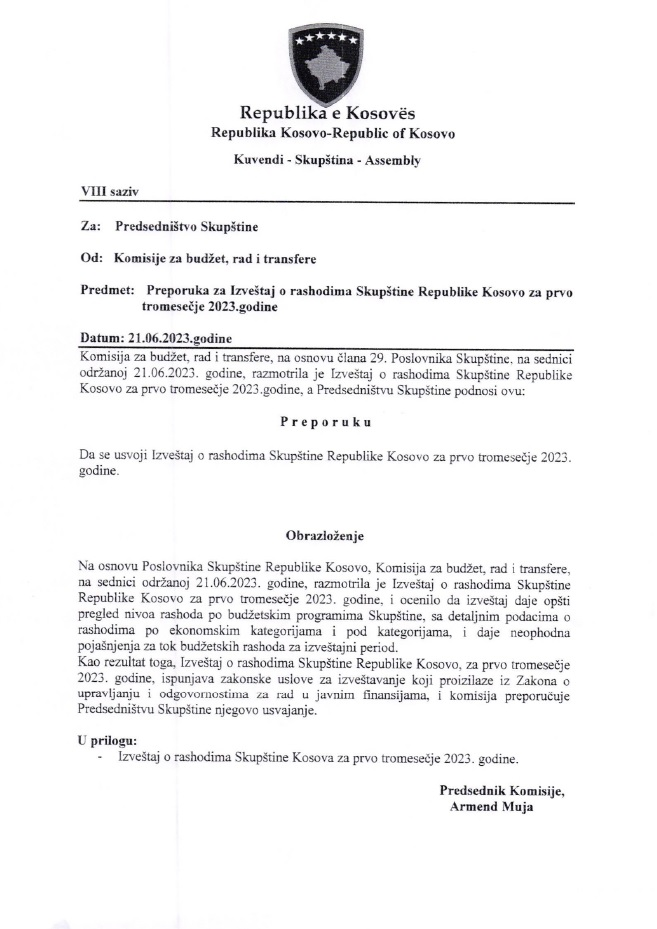 Republika e Kosovës
Republika Kosovo-Republic of Kosovo
Kuvendi - Skupština - Assembly
VIII saziv
Za: Predsedništvo Skupštine
Od: Komisije za budžet, rad i transfere
Predmet: Preporuka za Izveštaj o rashodima Skupštine Republike Kosovo za prvo
tromesečje 2023.godine
Datum: 21.06.2023.godine
Komisija za budžet, rad i transfere, na osnovu člana 29. Poslovnika Skupštine, na sednici
održanoj 21.06.2023. godine, razmotrila je Izveštaj o rashodima Skupštine Republike
Kosovo za prvo tromesečje 2023.godine, a Predsedništvu Skupštine podnosi ovu:
P r e p o r u k u
Da se usvoji Izveštaj o rashodima Skupštine Republike Kosovo za prvo tromesečje 2023.
godine.
Obrazloženje
Na osnovu Poslovnika Skupštine Republike Kosovo, Komisija za budžet, rad i transfere,
na sednici održanoj 21.06.2023. godine, razmotrila je Izveštaj o rashodima Skupštine
Republike Kosovo za prvo tromesečje 2023. godine, i ocenilo da izveštaj daje opšti
pregled nivoa rashoda po budžetskim programima Skupštine, sa detaljnim podacima o
rashodima po ekonomskim kategorijama i pod kategorijama, i daje neophodna
pojašnjenja za tok budžetskih rashoda za izveštajni period.
Kao rezultat toga, Izveštaj o rashodima Skupštine Republike Kosovo, za prvo tromesečje
2023. godine, ispunjava zakonske uslove za izveštavanje koji proizilaze iz Zakona o
upravljanju i odgovornostima za rad u javnim finansijama, i komisija preporučuje
Predsedništvu Skupštine njegovo usvajanje.
U prilogu:
- Izveštaj o rashodima Skupštine Kosova za prvo tromesečje 2023. godine.
Predsednik Komisije,
Armend Muja